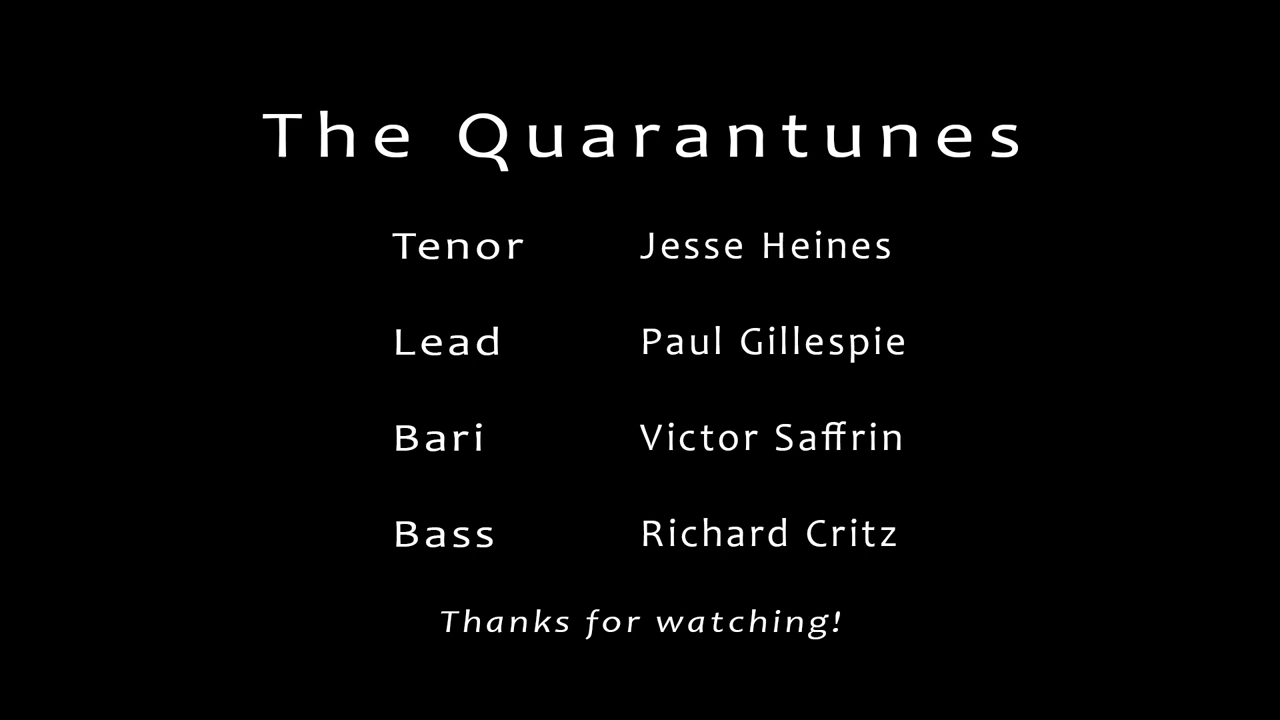 The Quarantunes
Tenor Jesse Heines
Lead Paul Gillespie
Bari Victor Saffrin
Bass Richard Critz
Thanks for watching!